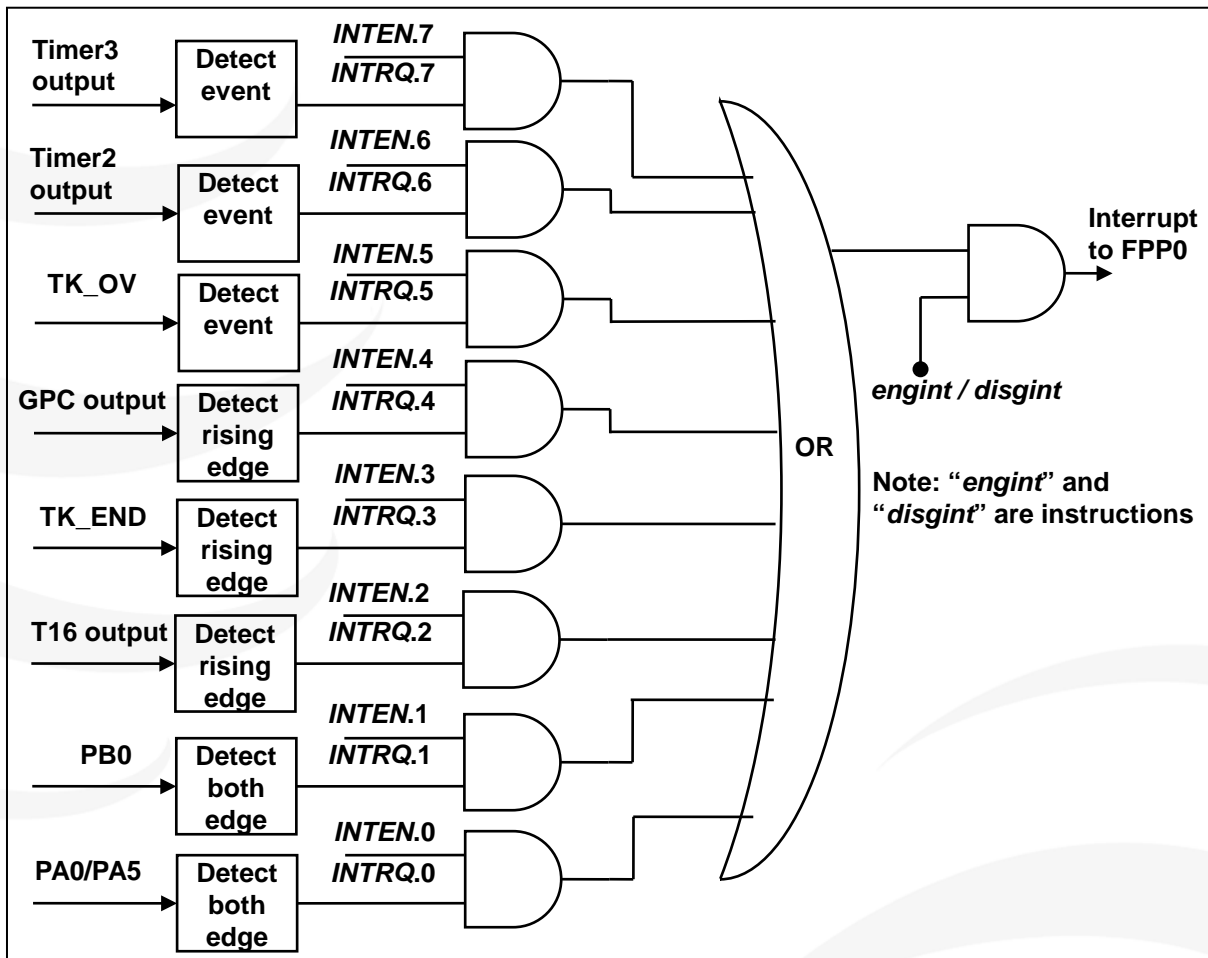 Timer3
output
Detect
event
INTEN.7
INTRQ.7
Timer2
output
Detect
event
INTEN.6
INTRQ.6
TK_OV
Detect
event
INTEN.5
INTRQ.5
GPC output
Detect
rising
edge
INTEN.4
INTRQ.4
TK_END
Detect
rising
edge
INTEN.3
INTRQ.3
T16 output
Detect
rising
edge
INTEN.2
INTRQ.2
PB0
Detect
both
edge
INTEN.1
INTRQ.1
PA0/PA5
Detect
both
edge
INTEN.0
INTRQ.0
OR
Interrupt
to FPP0
engint / disgint
Note: “engint” and
“disgint” are instructions